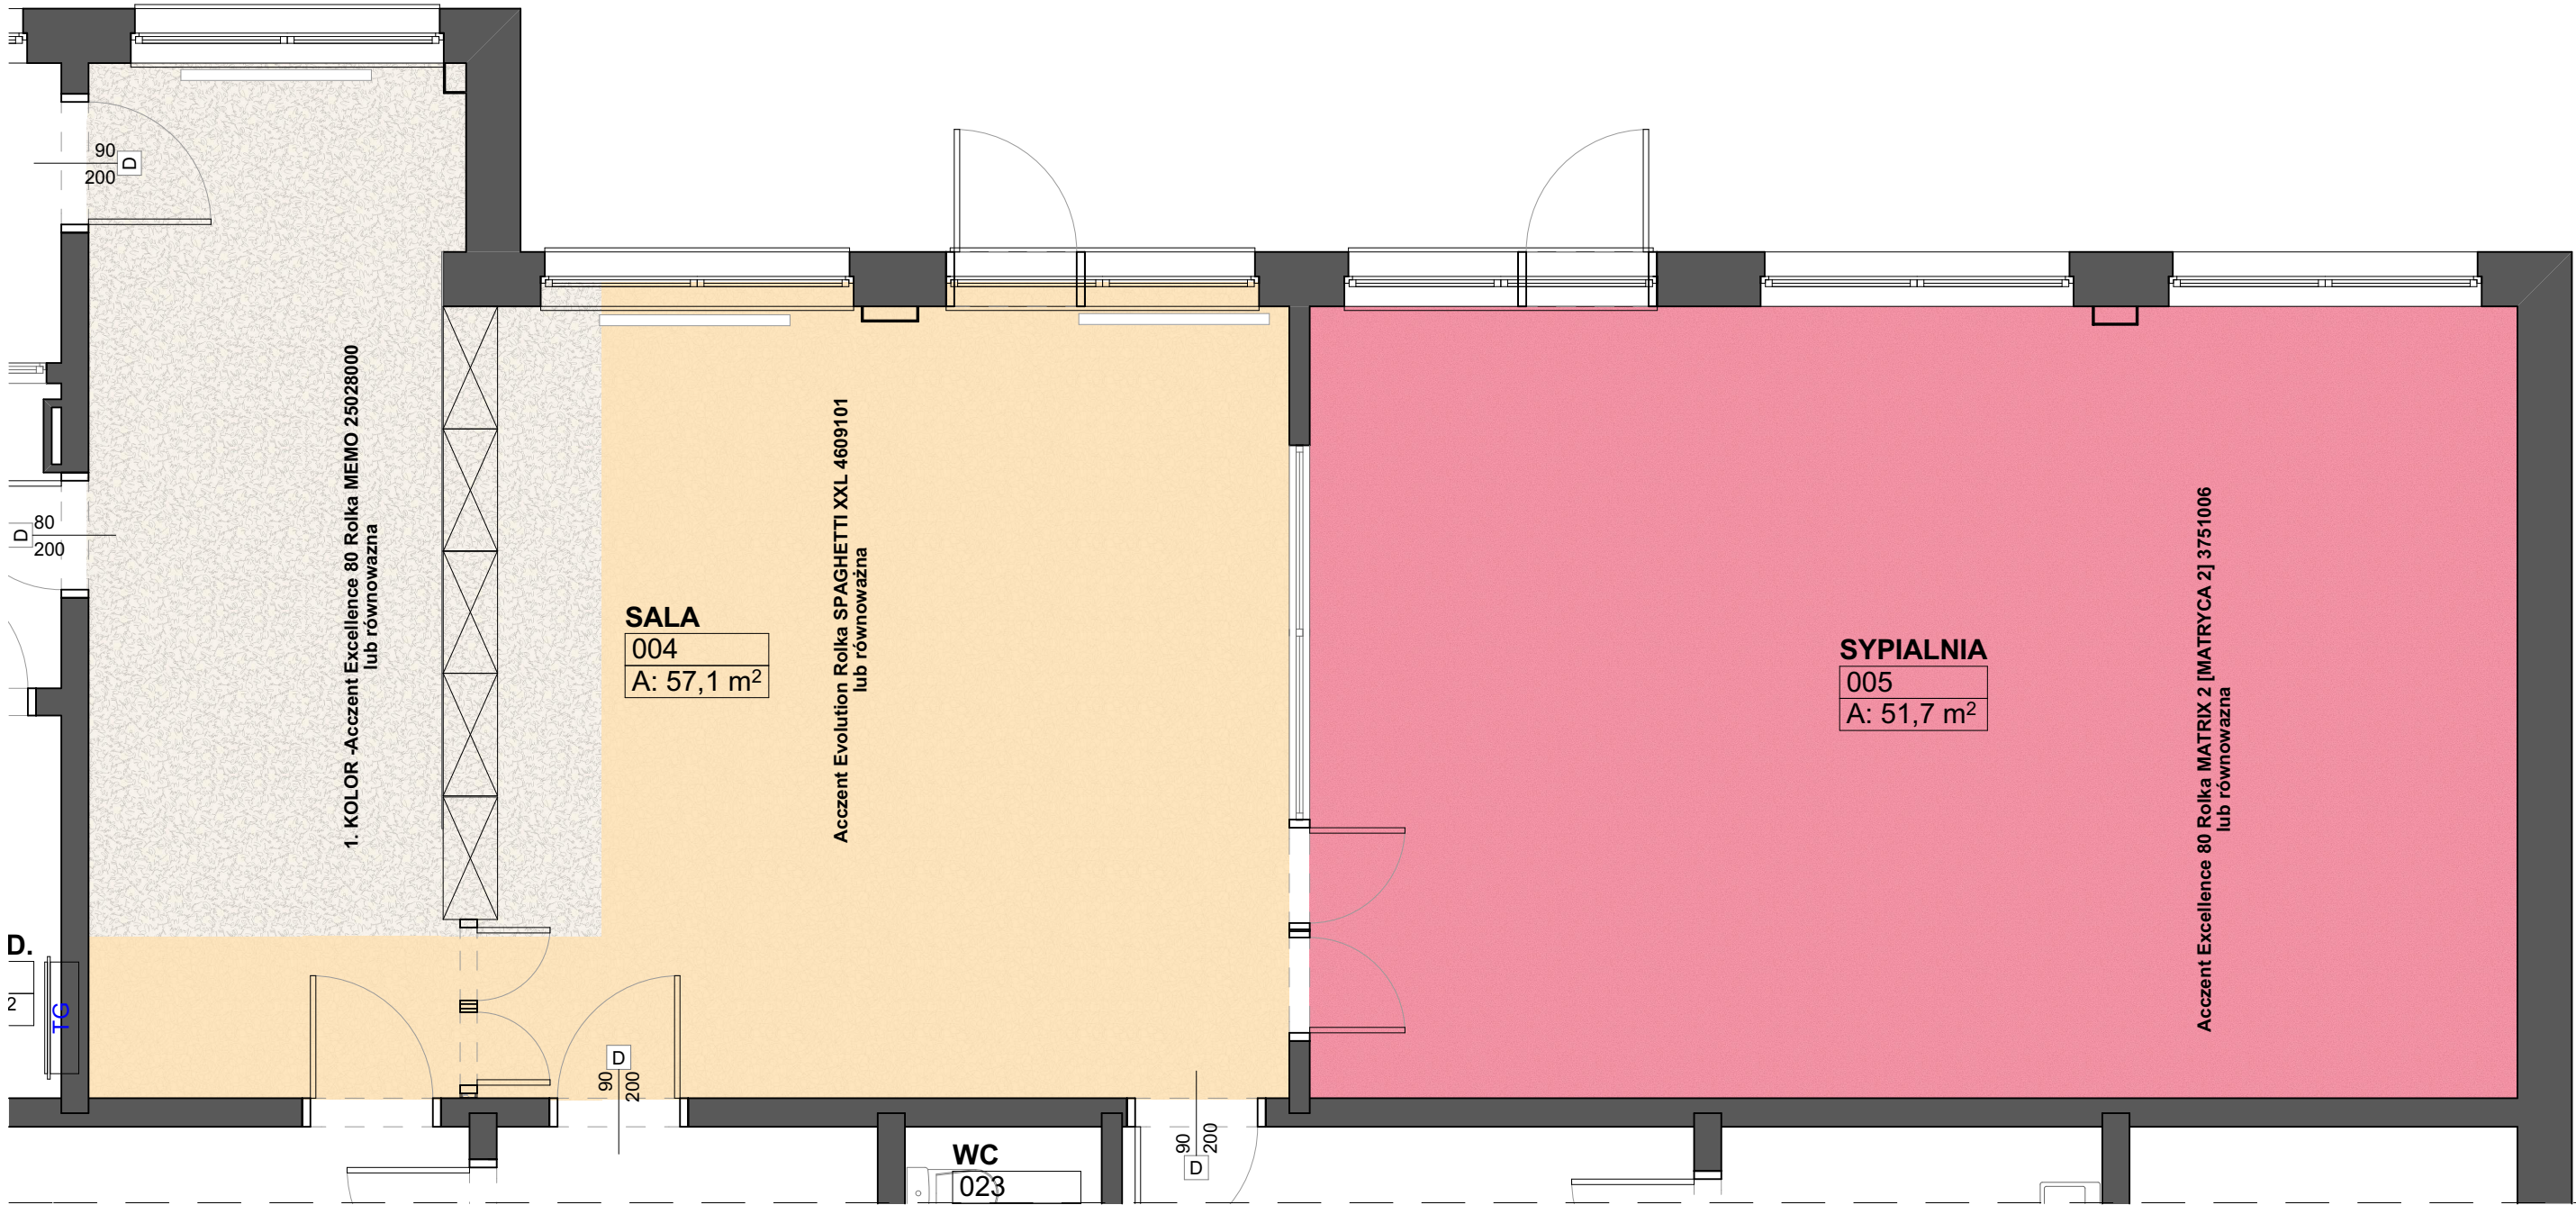 90
200
D
80
200
D
1. KOLOR -Acczent Excellence 80 Rolka MEMO 25028000
lub równoważna
SALA
004
A: 57,1 m²
Acczent Evolution Rolka SPAGHETTI XXL 4609101
lub równoważna
SYPIALNIA
005
A: 51,7 m²
Acczent Excellence 80 Rolka MATRIX 2 [MATRYCA 2] 3751006
lub równoważna
D.
2
TG
D
90
200
90
200
D
WC
023